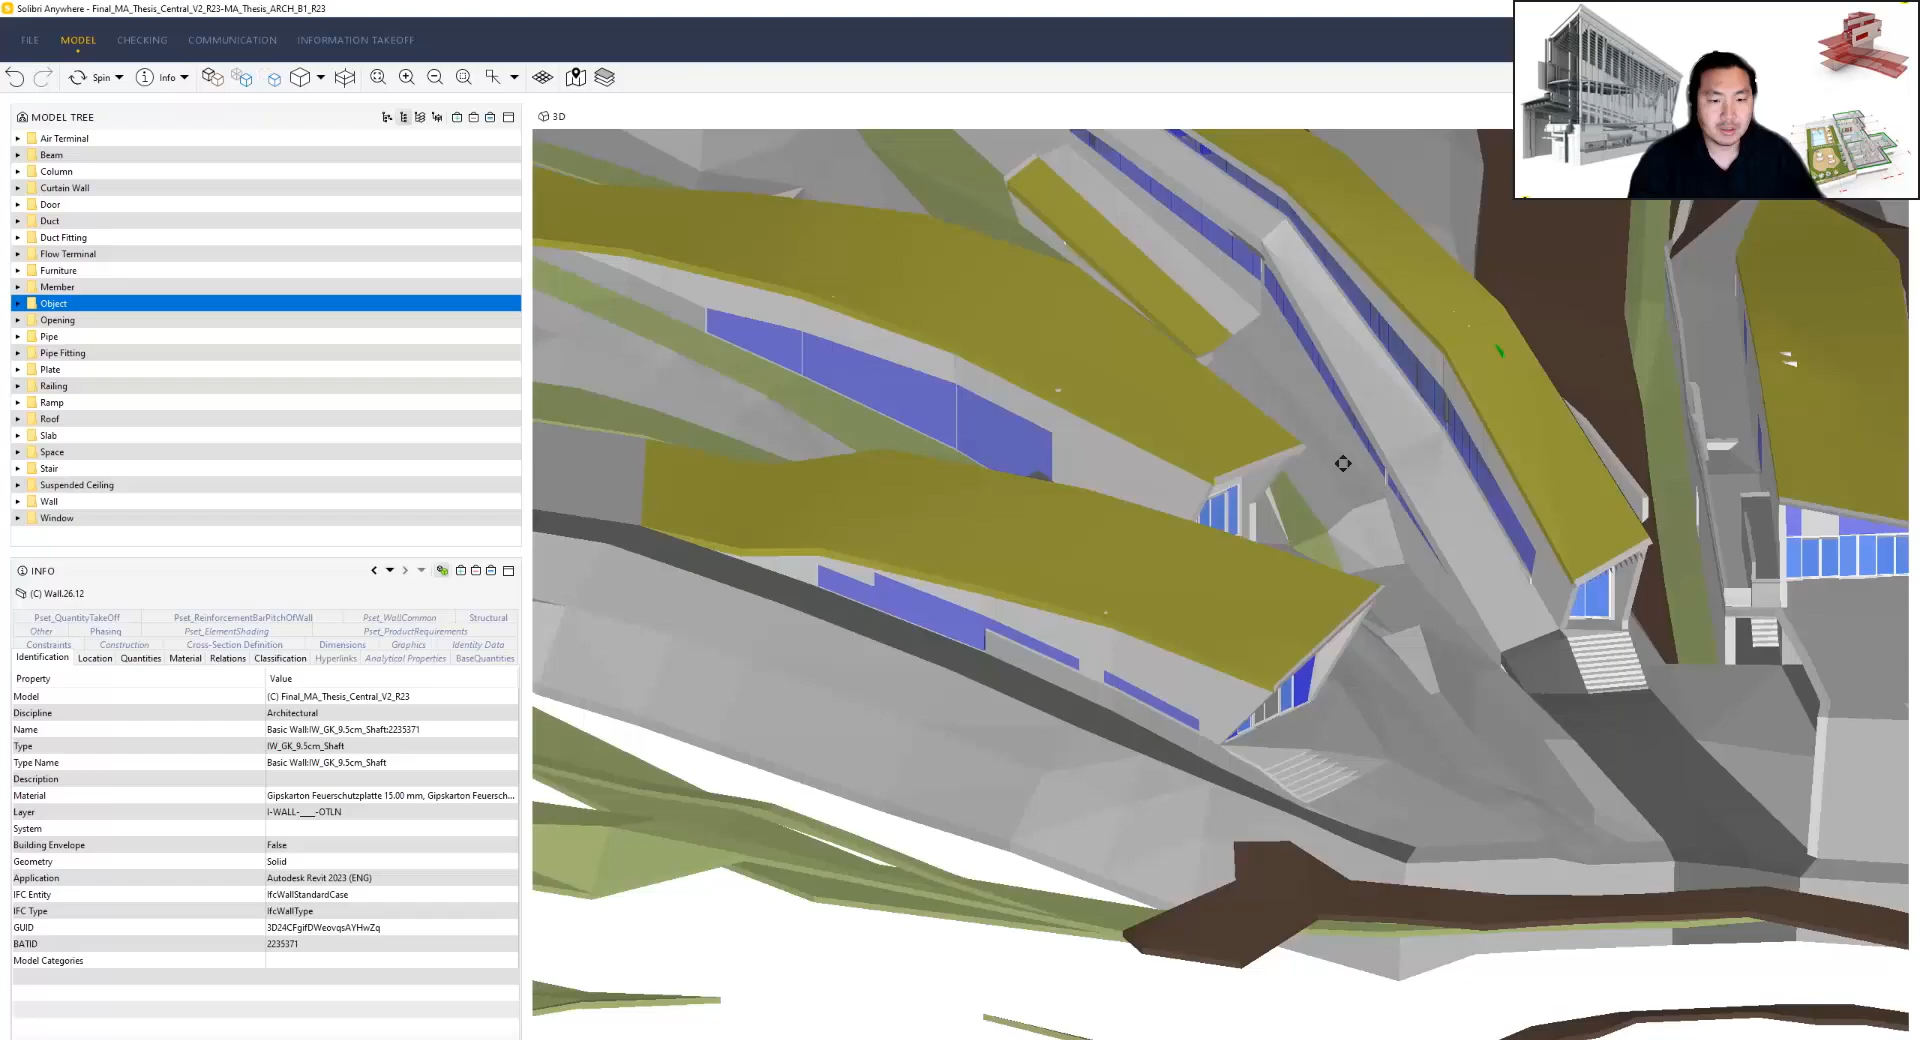 Solibri Anywhere - Final_MA_Thesis_Central_V2_R23-MA_Thesis_ARCH_B1_R23
FILE MODEL CHECKING COMMUNICATION INFORMATION TAKEOFF
Spin Info
MODEL TREE
3D
Air Terminal
Beam
Column
Curtain Wall
Door
Duct
Duct Fitting
Flow Terminal
Furniture
Member
Object
Opening
Pipe
Pipe Fitting
Plate
Railing
Ramp
Roof
Slab
Space
Stair
Suspended Ceiling
Wall
Window
INFO
(C) Wall.26.12
Pset_QuantityTakeOff Pset_ReinforcementBarPitchOfWall Pset_WallCommon Structural
Other Phasing Pset_ElementShading Pset_ProductRequirements
Constraints Construction Cross-Section Definition Dimensions Graphics Identity Data
Identification Location Quantities Material Relations Classification Hyperlinks Analytical Properties BaseQuantities
Property Value
Model (C) Final_MA_Thesis_Central_V2_R23
Discipline Architectural
Name Basic Wall:IW_GK_9.5cm_Shaft:2235371
Type IW_GK_9.5cm_Shaft
Type Name Basic Wall:IW_GK_9.5cm_Shaft
Description
Material Gipskarton Feuerschutzplatte 15.00 mm, Gipskarton Feuersch...
Layer I-WALL-____-OTLN
System
Building Envelope False
Geometry Solid
Application Autodesk Revit 2023 (ENG)
IFC Entity IfcWallStandardCase
IFC Type IfcWallType
GUID 3D24CFgifDWeovqsAYHwZq
BATID 2235371
Model Categories